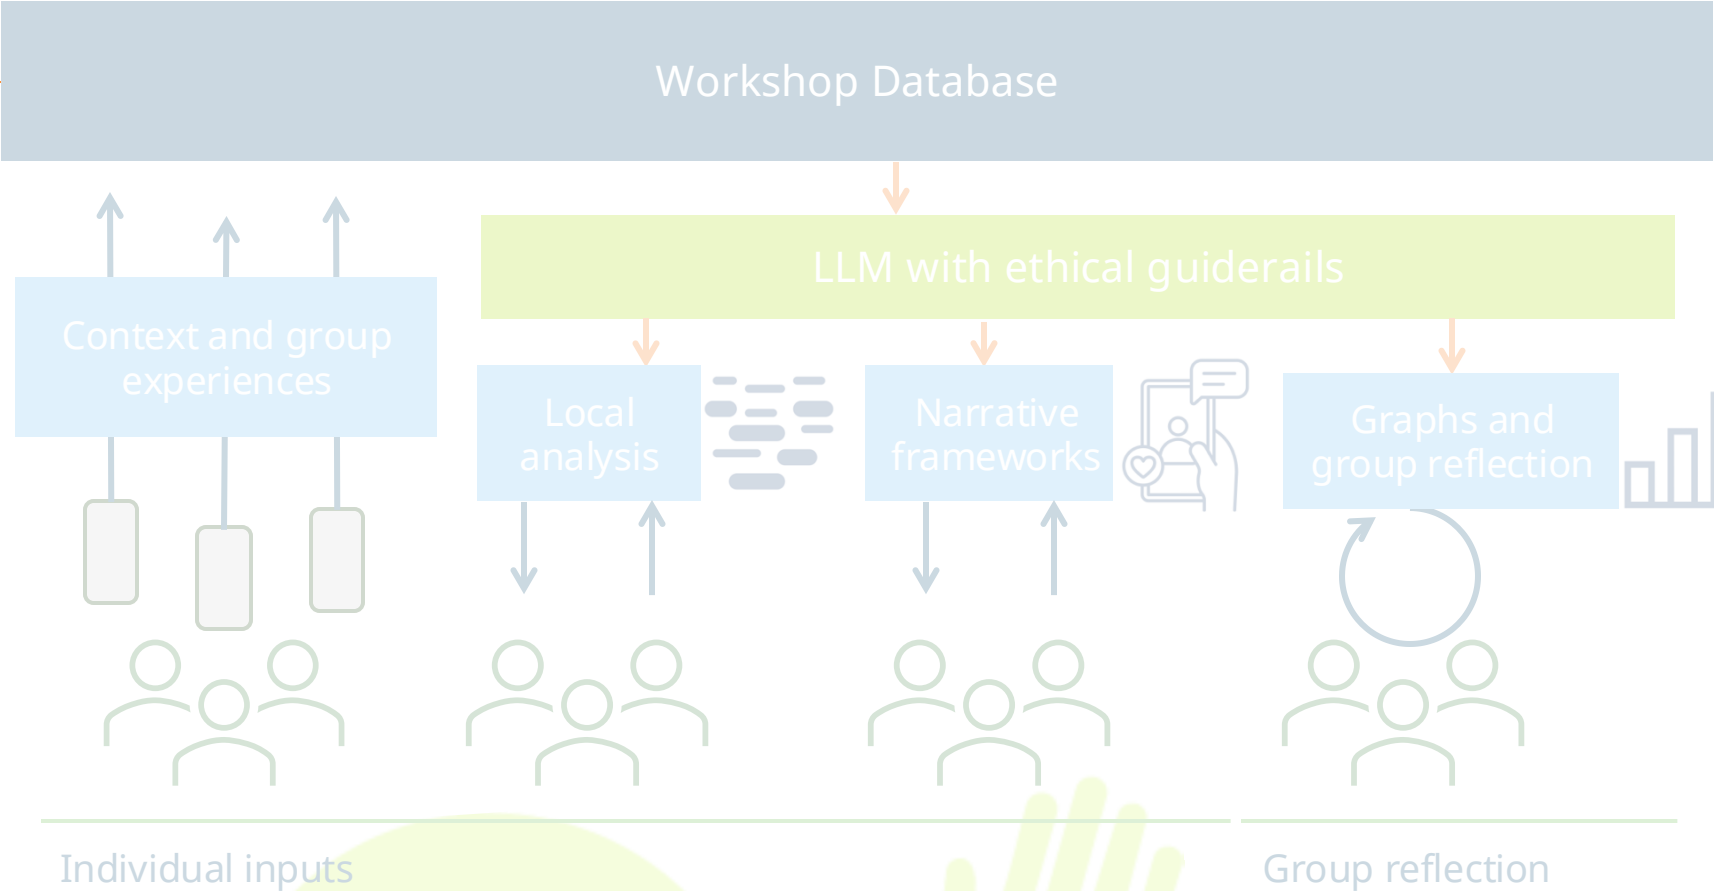 Workshop Database
LLM with ethical guiderails
Context and group
experiences
Local
analysis
Narrative
frameworks
Graphs and
group reflection
Individual inputs
Group reflection